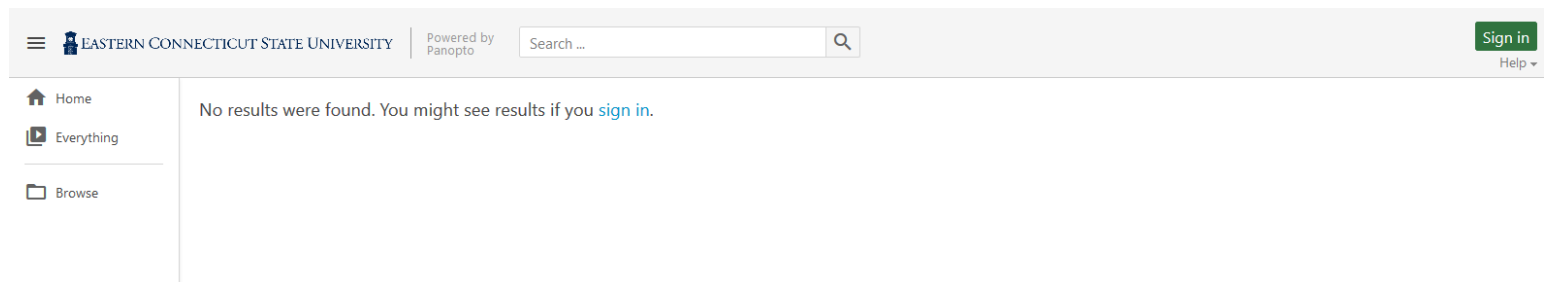 EASTERN CONNECTICUT STATE UNIVERSITY
Powered by
Panopto
Search ...
Sign in
Help
Home
Everything
Browse
No results were found. You might see results if you sign in.